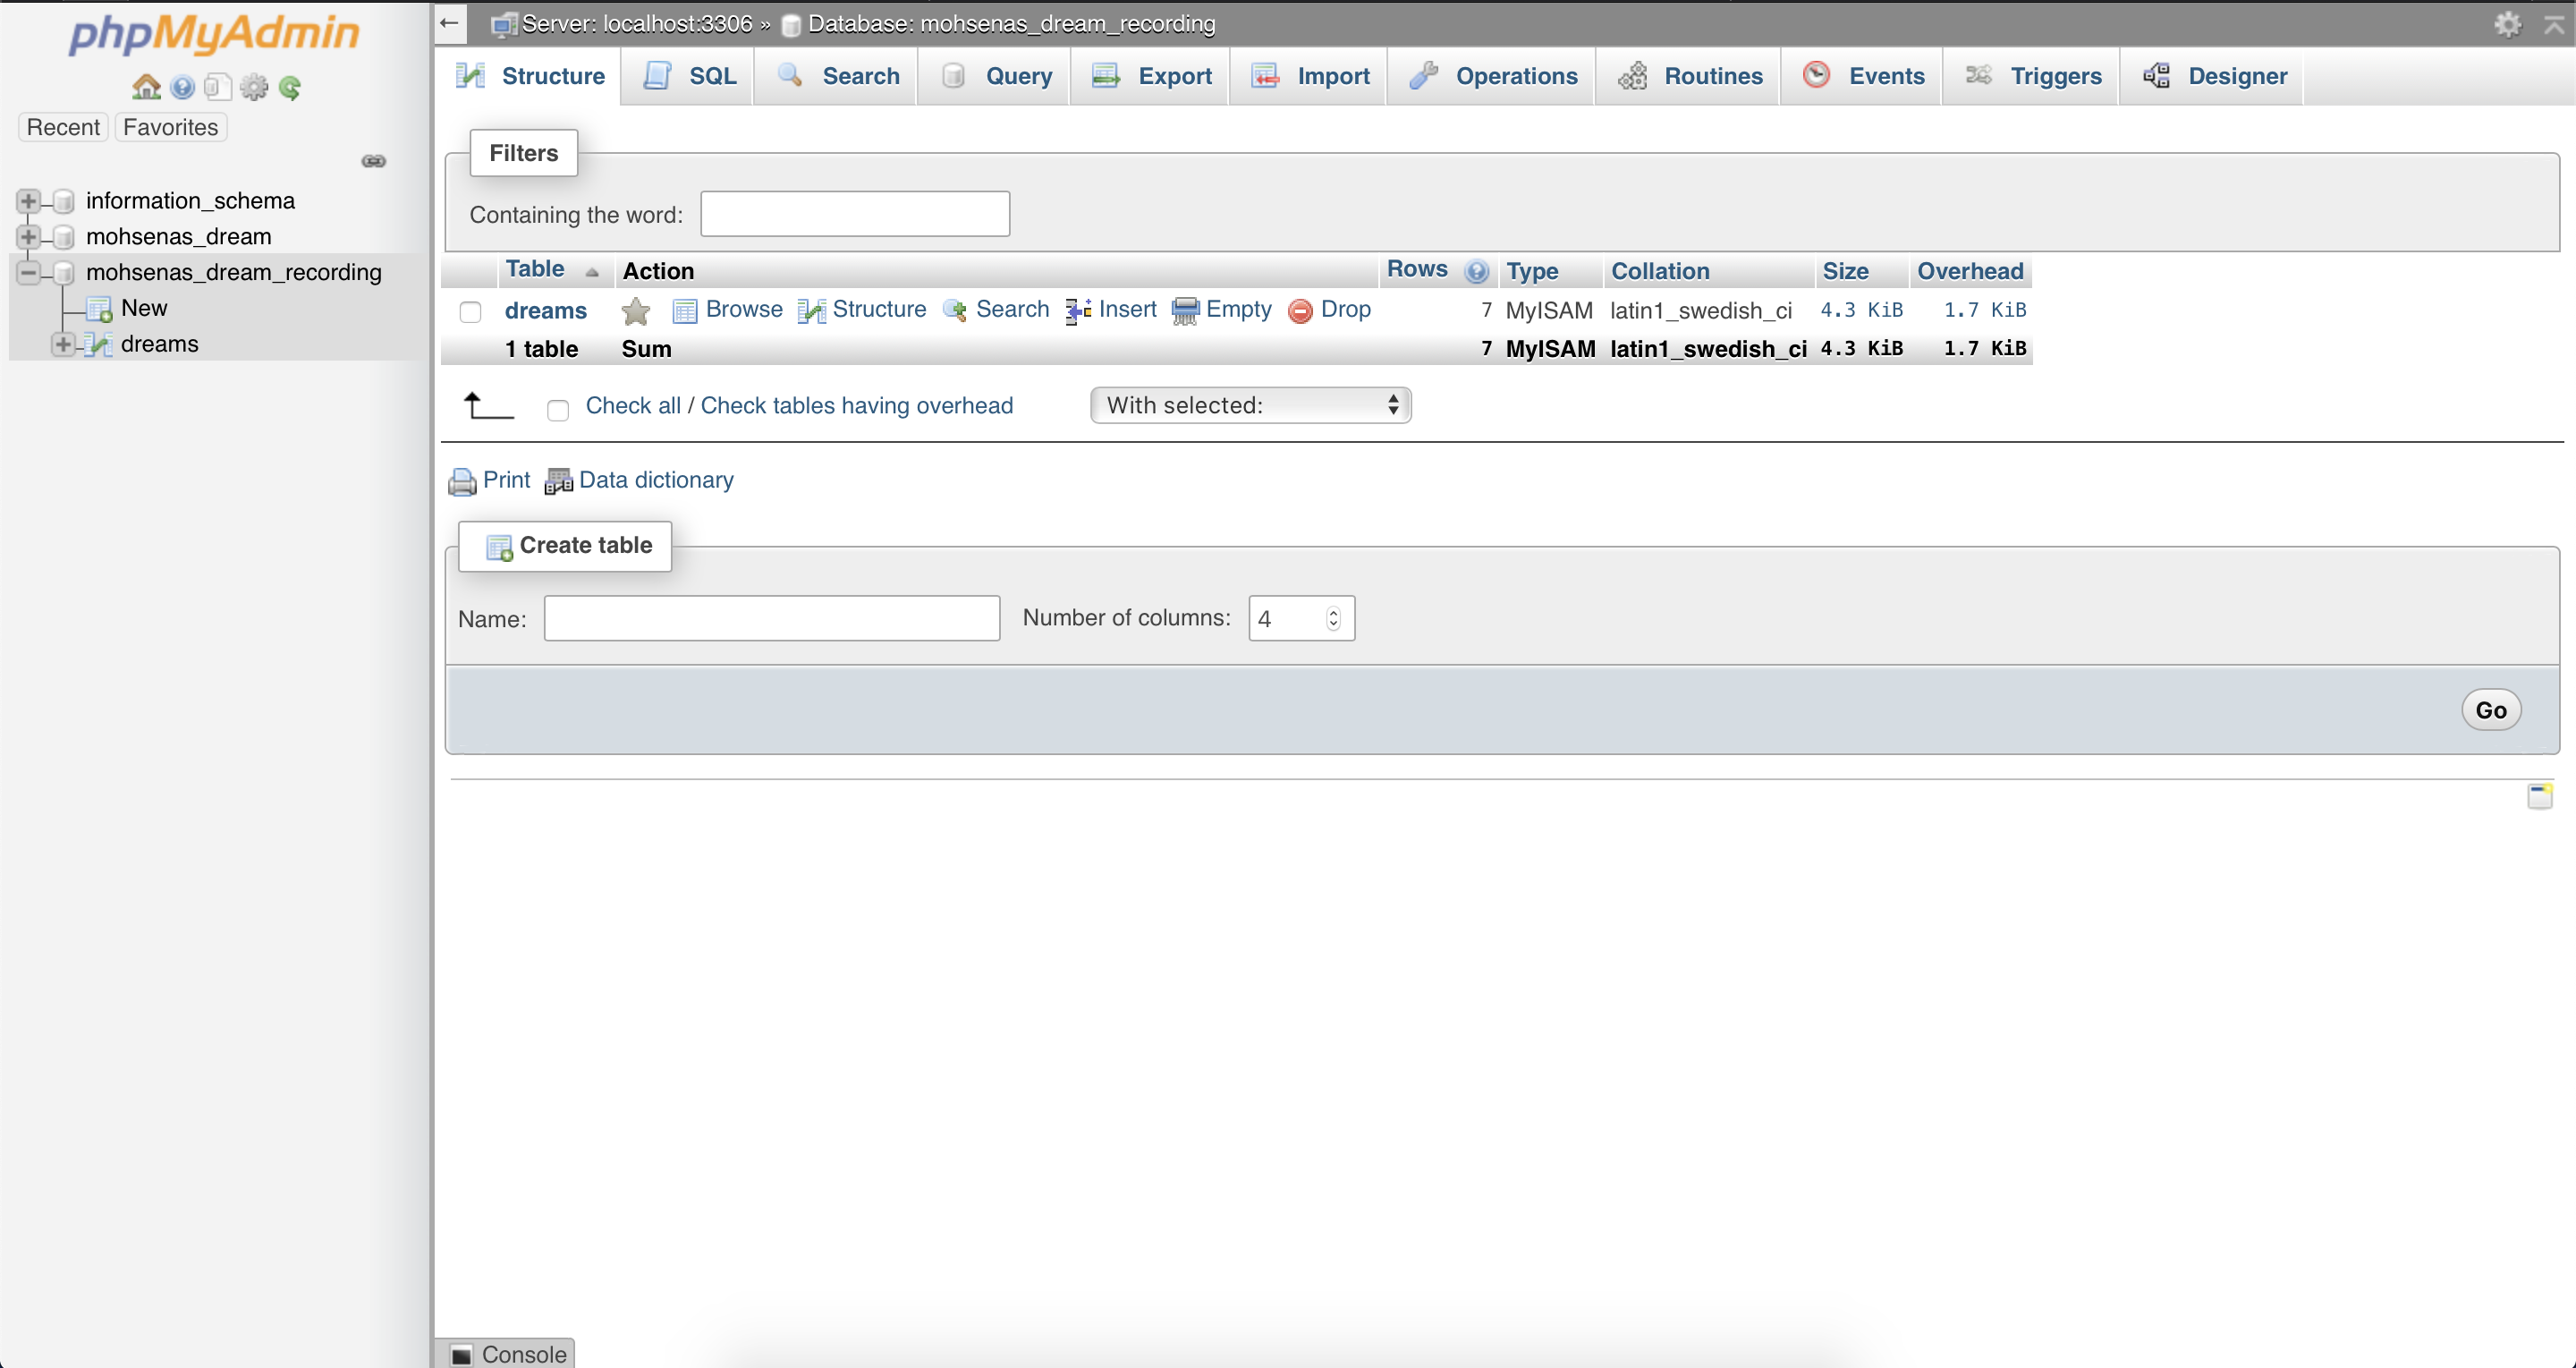 phpMyAdmin
Recent Favorites
information_schema
mohsenas_dream
mohsenas_dream_recording
New
dreams
Server: localhost:3306 » Database: mohsenas_dream_recording
Structure SQL Search Query Export Import Operations Routines Events Triggers Designer
Filters
Containing the word:
Table Action Rows Type Collation Size Overhead
dreams Browse Structure Search Insert Empty Drop 7 MyISAM latin1_swedish_ci 4.3 KiB 1.7 KiB
1 table Sum 7 MyISAM latin1_swedish_ci 4.3 KiB 1.7 KiB
Check all / Check tables having overhead With selected:
Print Data dictionary
Create table
Name: Number of columns: 4
Go
Console